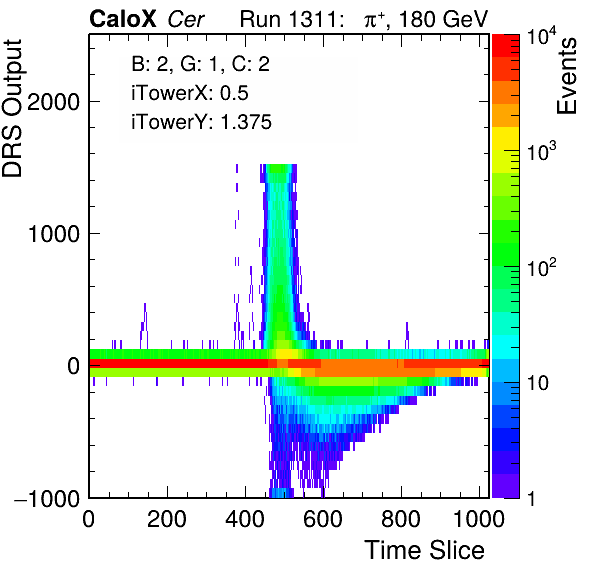 CaloX Cer Run 1311: π⁺, 180 GeV
B: 2, G: 1, C: 2
iTowerX: 0.5
iTowerY: 1.375
DRS Output
2000
1000
0
−1000
0 200 400 600 800 1000
Time Slice
Events
10⁴
10³
10²
10
1